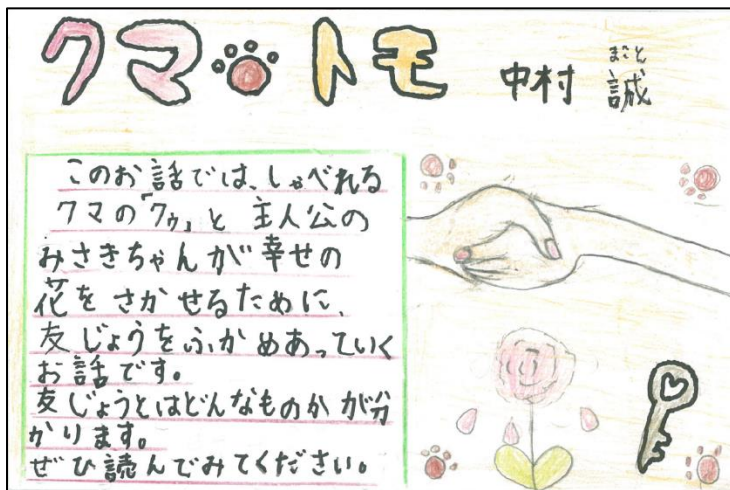 クマ トモ
中村 誠
まこと
このお話では、しゃべれる
クマの「クゥ」と主人公の
みさきちゃんが幸せの
花をさかせるために、
友じょうをふかめあっていく
お話です。
友じょうとはどんなものかが分
かります。
ぜひ読んでみてください。